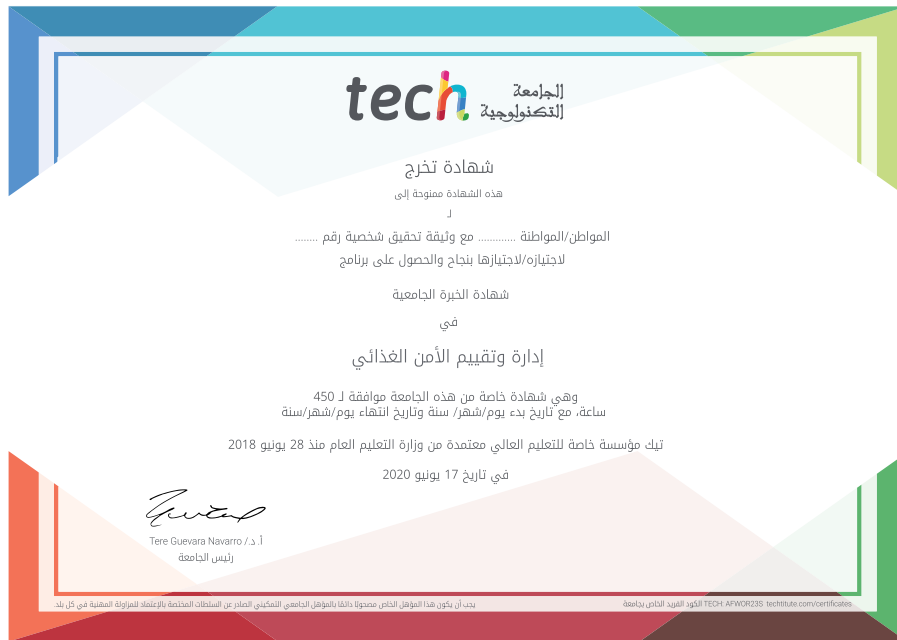 tech
الجامعة
التكنولوجية
شهادة تخرج
هذه الشهادة ممنوحة إلى
لـ
المواطن/المواطنة ............. مع وثيقة تحقيق شخصية رقم ........
لاجتيازه/لاجتيازها بنجاح والحصول على برنامج
شهادة الخبرة الجامعية
في
إدارة وتقييم الأمن الغذائي
وهي شهادة خاصة من هذه الجامعة موافقة لـ 450
ساعة، مع تاريخ بدء يوم/شهر/ سنة وتاريخ انتهاء يوم/شهر/سنة
تيك مؤسسة خاصة للتعليم العالي معتمدة من وزارة التعليم العام منذ 28 يونيو 2018
في تاريخ 17 يونيو 2020
أ. د./ Tere Guevara Navarro
رئيس الجامعة
يجب أن يكون هذا المؤهل الخاص مصحوبًا دائمًا بالمؤهل الجامعي التمكيني الصادر عن السلطات المختصة بالإعتماد للمزاولة المهنية في كل بلد.
الكود الفريد الخاص بجامعة TECH: AFWOR23S techtitute.com/certificates